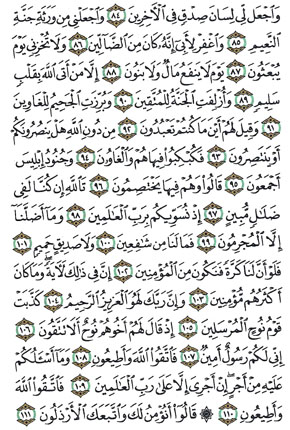 وَٱجۡعَل لِّي لِسَانَ صِدۡقٖ فِي ٱلۡأٓخِرِينَ ٨٤ وَٱجۡعَلۡنِي مِن وَرَثَةِ جَنَّةِ
ٱلنَّعِيمِ ٨٥ وَٱغۡفِرۡ لِأَبِيٓ إِنَّهُۥ كَانَ مِنَ ٱلضَّآلِّينَ ٨٦ وَلَا تُخۡزِنِي يَوۡمَ
يُبۡعَثُونَ ٨٧ يَوۡمَ لَا يَنفَعُ مَالٞ وَلَا بَنُونَ ٨٨ إِلَّا مَنۡ أَتَى ٱللَّهَ بِقَلۡبٖ
سَلِيمٖ ٨٩ وَأُزۡلِفَتِ ٱلۡجَنَّةُ لِلۡمُتَّقِينَ ٩٠ وَبُرِّزَتِ ٱلۡجَحِيمُ لِلۡغَاوِينَ
٩١ وَقِيلَ لَهُمۡ أَيۡنَ مَا كُنتُمۡ تَعۡبُدُونَ ٩٢ مِن دُونِ ٱللَّهِ هَلۡ يَنصُرُونَكُمۡ
أَوۡ يَنتَصِرُونَ ٩٣ فَكُبۡكِبُواْ فِيهَا هُمۡ وَٱلۡغَاوُۥنَ ٩٤ وَجُنُودُ إِبۡلِيسَ
أَجۡمَعُونَ ٩٥ قَالُواْ وَهُمۡ فِيهَا يَخۡتَصِمُونَ ٩٦ تَٱللَّهِ إِن كُنَّا لَفِي
ضَلَٰلٖ مُّبِينٍ ٩٧ إِذۡ نُسَوِّيكُم بِرَبِّ ٱلۡعَٰلَمِينَ ٩٨ وَمَآ أَضَلَّنَآ
إِلَّا ٱلۡمُجۡرِمُونَ ٩٩ فَمَا لَنَا مِن شَٰفِعِينَ ١٠٠ وَلَا صَدِيقٍ حَمِيمٖ ١٠١
فَلَوۡ أَنَّ لَنَا كَرَّةٗ فَنَكُونَ مِنَ ٱلۡمُؤۡمِنِينَ ١٠٢ إِنَّ فِي ذَٰلِكَ لَأٓيَةٗۖ وَمَا كَانَ
أَكۡثَرُهُم مُّؤۡمِنِينَ ١٠٣ وَإِنَّ رَبَّكَ لَهُوَ ٱلۡعَزِيزُ ٱلرَّحِيمُ ١٠٤ كَذَّبَتۡ
قَوۡمُ نُوحٍ ٱلۡمُرۡسَلِينَ ١٠٥ إِذۡ قَالَ لَهُمۡ أَخُوهُمۡ نُوحٌ أَلَا تَتَّقُونَ ١٠٦
إِنِّي لَكُمۡ رَسُولٌ أَمِينٞ ١٠٧ فَٱتَّقُواْ ٱللَّهَ وَأَطِيعُونِ ١٠٨ وَمَآ أَسۡـَٔلُكُمۡ
عَلَيۡهِ مِنۡ أَجۡرٍۖ إِنۡ أَجۡرِيَ إِلَّا عَلَىٰ رَبِّ ٱلۡعَٰلَمِينَ ١٠٩ فَٱتَّقُواْ ٱللَّهَ
وَأَطِيعُونِ ١١٠ ۞ قَالُوٓاْ أَنُؤۡمِنُ لَكَ وَٱتَّبَعَكَ ٱلۡأَرۡذَلُونَ ١١١